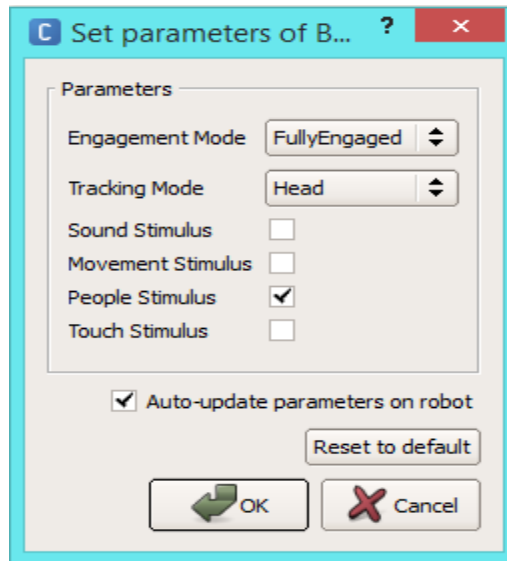 C Set parameters of B... ? ×
Parameters
Engagement Mode FullyEngaged
Tracking Mode Head
Sound Stimulus
Movement Stimulus
People Stimulus
Touch Stimulus
Auto-update parameters on robot
Reset to default
OK Cancel